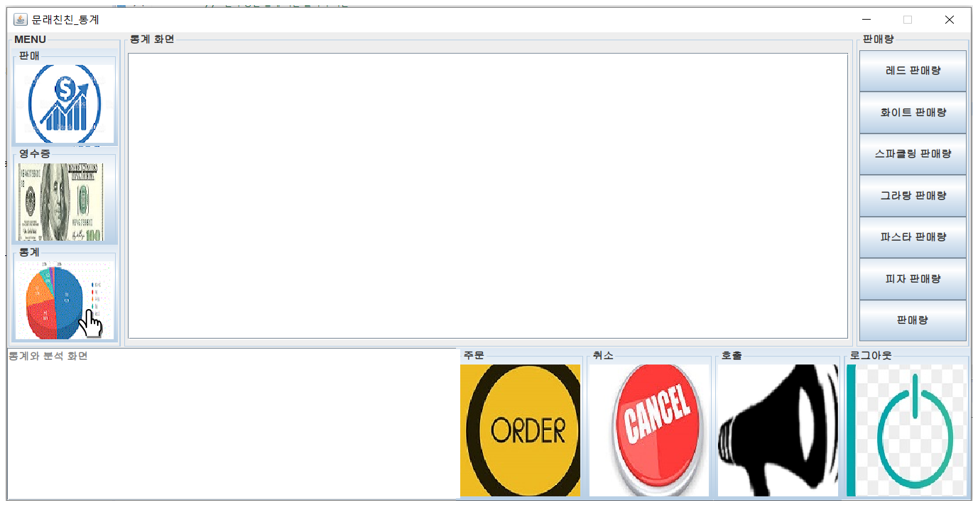 문래친친_통계
MENU
판매
영수증
통계
통계 화면
판매량
레드 판매량
화이트 판매량
스파클링 판매량
그라탕 판매량
파스타 판매량
피자 판매량
판매량
통계와 분석 화면
주문
ORDER
취소
CANCEL
호출
로그아웃